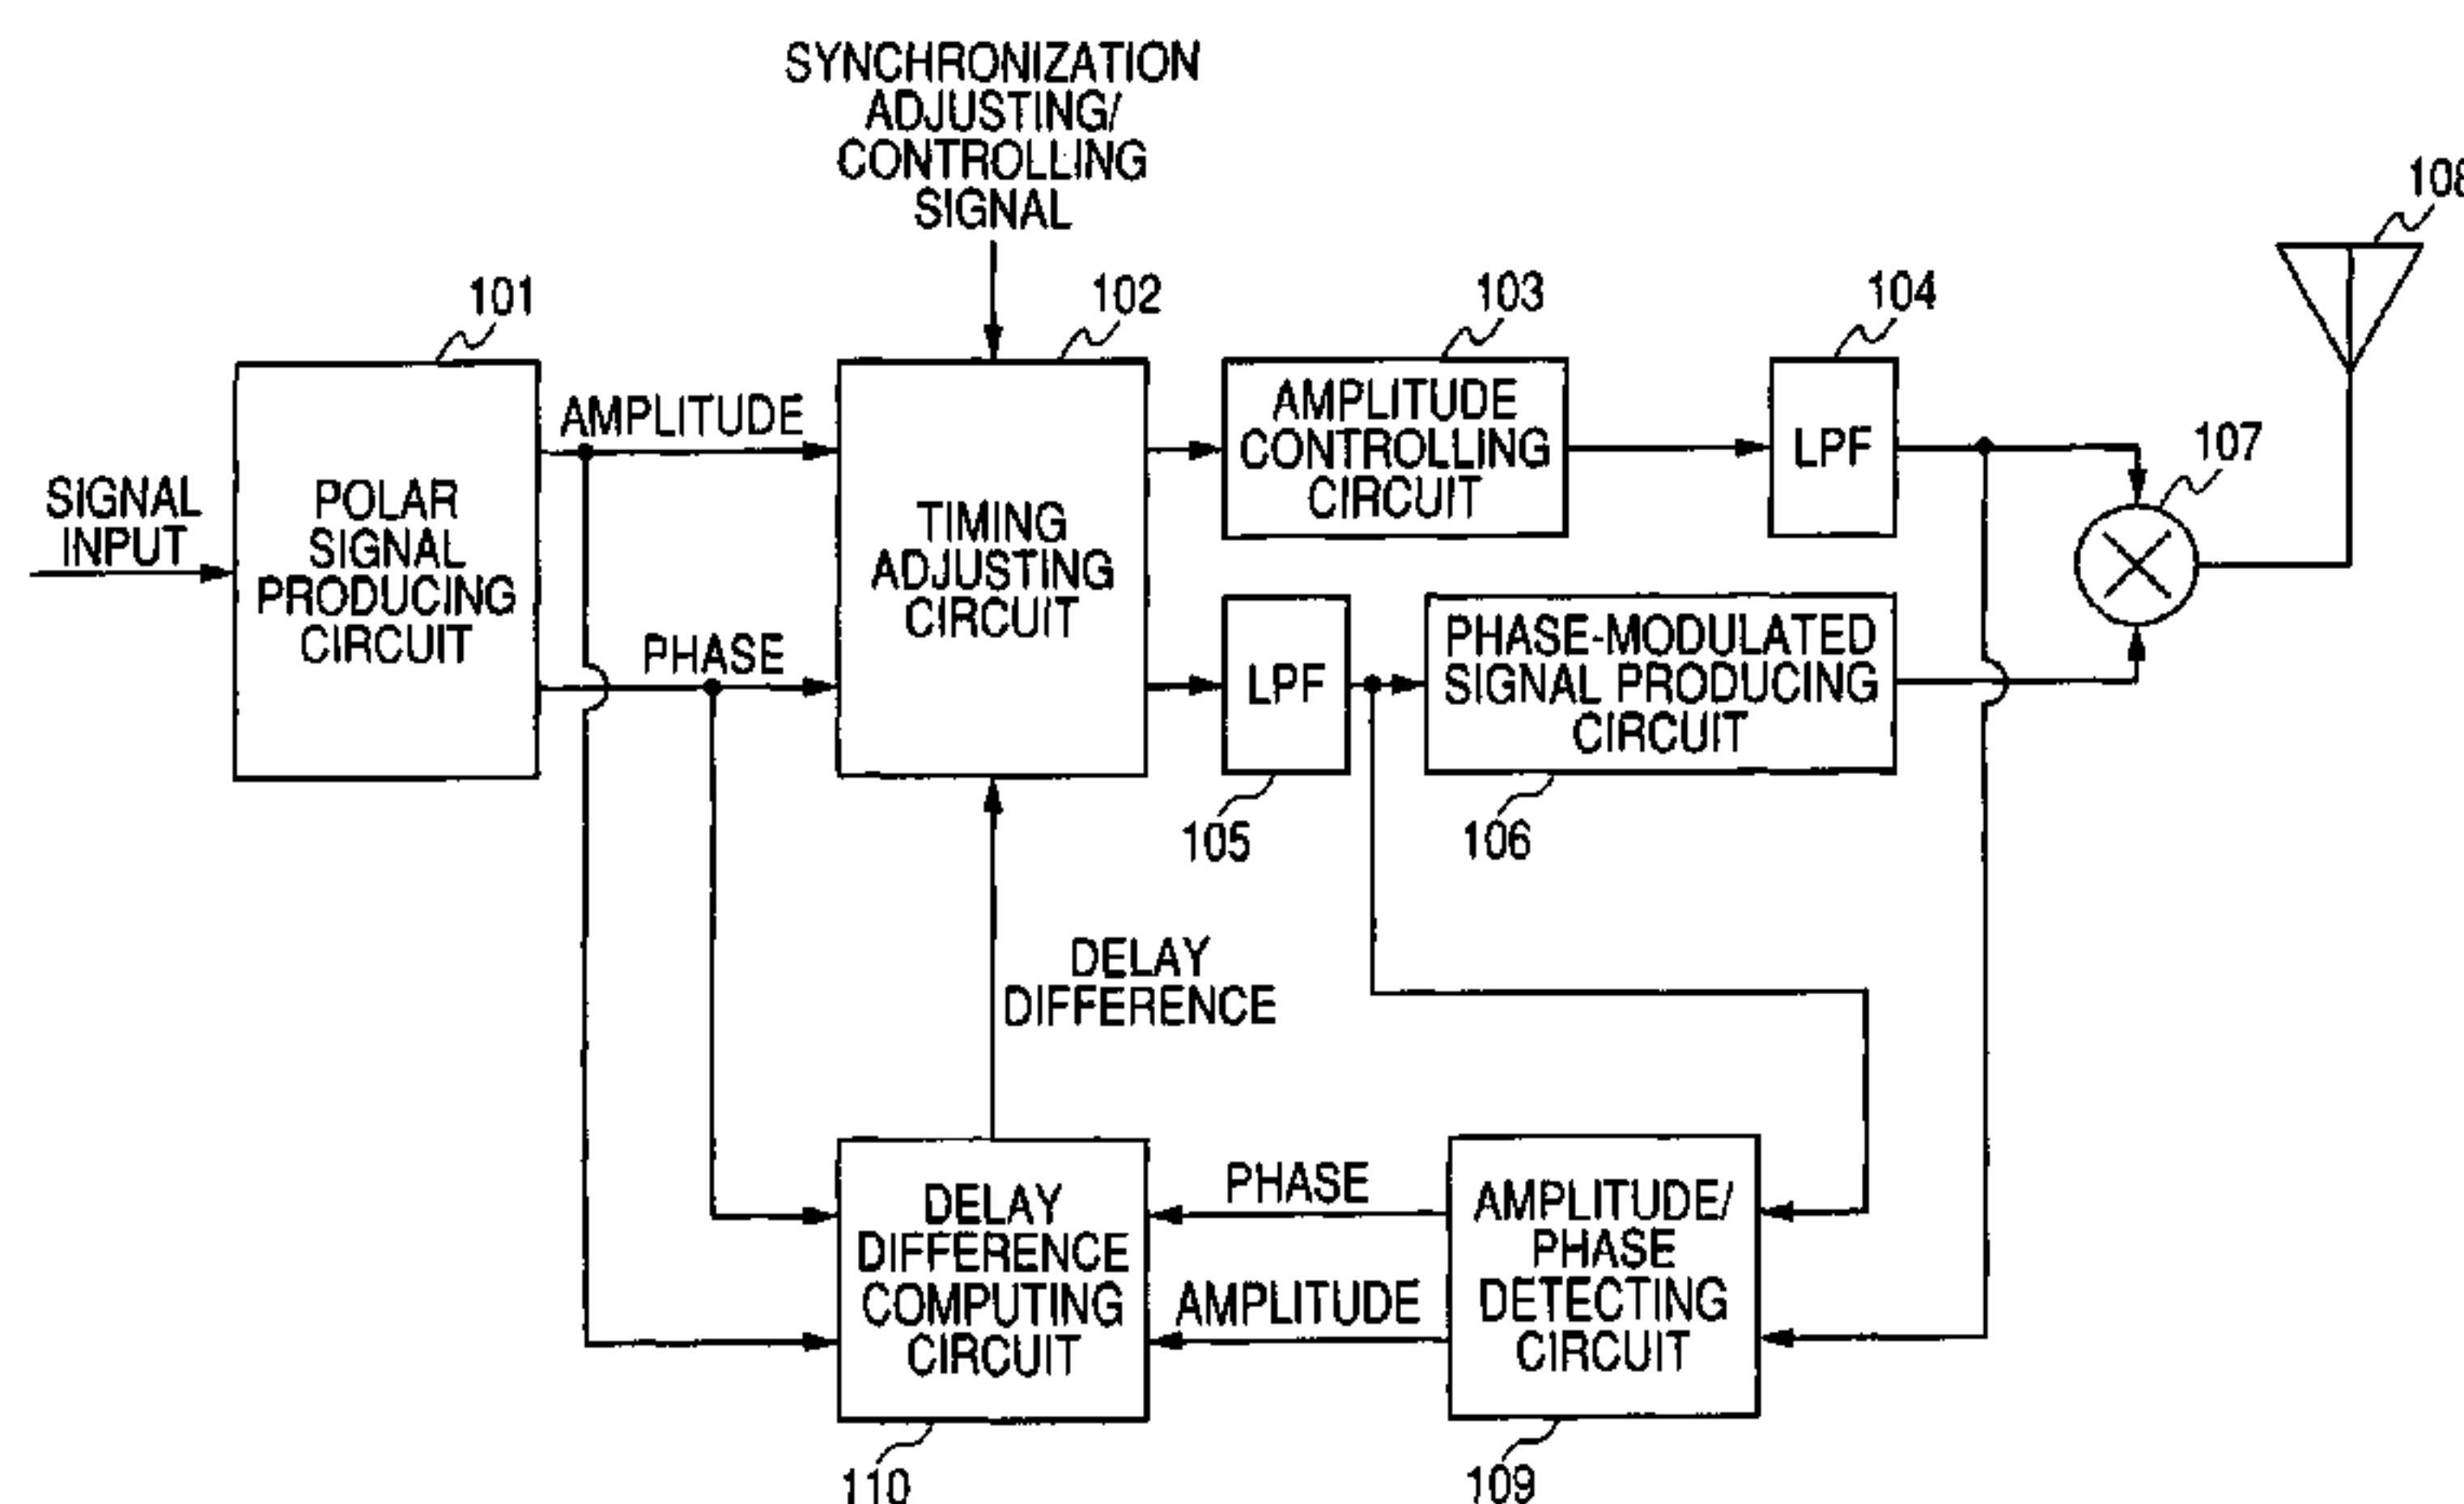 SYNCHRONIZATION
ADJUSTING/
CONTROLLING
SIGNAL
108
101
102
103
104
107
SIGNAL
INPUT
POLAR
SIGNAL
PRODUCING
CIRCUIT
AMPLITUDE
PHASE
TIMING
ADJUSTING
CIRCUIT
AMPLITUDE
CONTROLLING
CIRCUIT
LPF
LPF
PHASE-MODULATED
SIGNAL PRODUCING
CIRCUIT
105
106
DELAY
DIFFERENCE
DELAY
DIFFERENCE
COMPUTING
CIRCUIT
PHASE
AMPLITUDE
AMPLITUDE/
PHASE
DETECTING
CIRCUIT
110
109